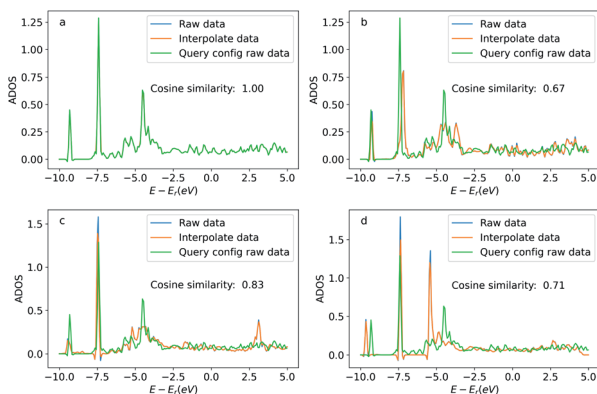 a
Raw data
Interpolate data
Query config raw data
Cosine similarity: 1.00
ADOS
1.25
1.00
0.75
0.50
0.25
0.00
−10.0 −7.5 −5.0 −2.5 0.0 2.5 5.0
E − Er(eV)
b
Raw data
Interpolate data
Query config raw data
Cosine similarity: 0.67
ADOS
1.25
1.00
0.75
0.50
0.25
0.00
−10.0 −7.5 −5.0 −2.5 0.0 2.5 5.0
E − Er(eV)
c
Raw data
Interpolate data
Query config raw data
Cosine similarity: 0.83
ADOS
1.5
1.0
0.5
0.0
−10.0 −7.5 −5.0 −2.5 0.0 2.5 5.0
E − Er(eV)
d
Raw data
Interpolate data
Query config raw data
Cosine similarity: 0.71
ADOS
1.5
1.0
0.5
0.0
−10.0 −7.5 −5.0 −2.5 0.0 2.5 5.0
E − Er(eV)